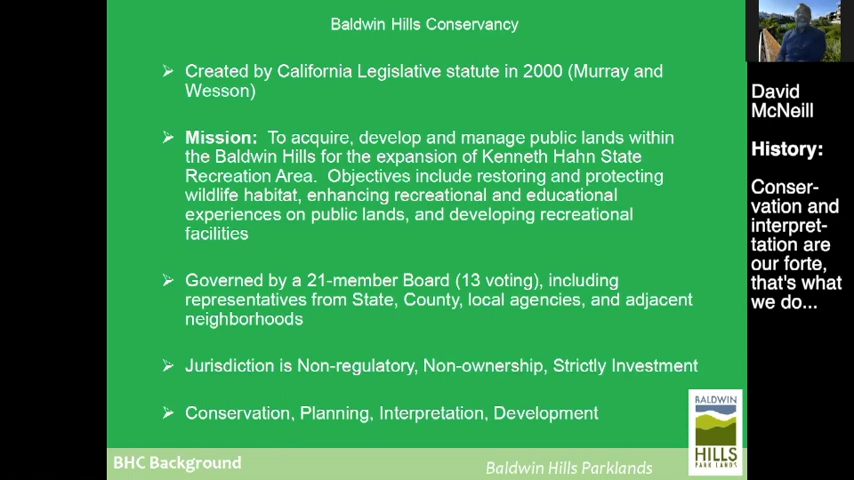 Baldwin Hills Conservancy
➢ Created by California Legislative statute in 2000 (Murray and
Wesson)
➢ Mission: To acquire, develop and manage public lands within
the Baldwin Hills for the expansion of Kenneth Hahn State
Recreation Area. Objectives include restoring and protecting
wildlife habitat, enhancing recreational and educational
experiences on public lands, and developing recreational
facilities
➢ Governed by a 21-member Board (13 voting), including
representatives from State, County, local agencies, and adjacent
neighborhoods
➢ Jurisdiction is Non-regulatory, Non-ownership, Strictly Investment
➢ Conservation, Planning, Interpretation, Development
BHC Background
Baldwin Hills Parklands
BALDWIN
HILLS
PARK LANDS
David
McNeill
History:
Conser-
vation and
interpret-
tation are
our forte,
that's what
we do...